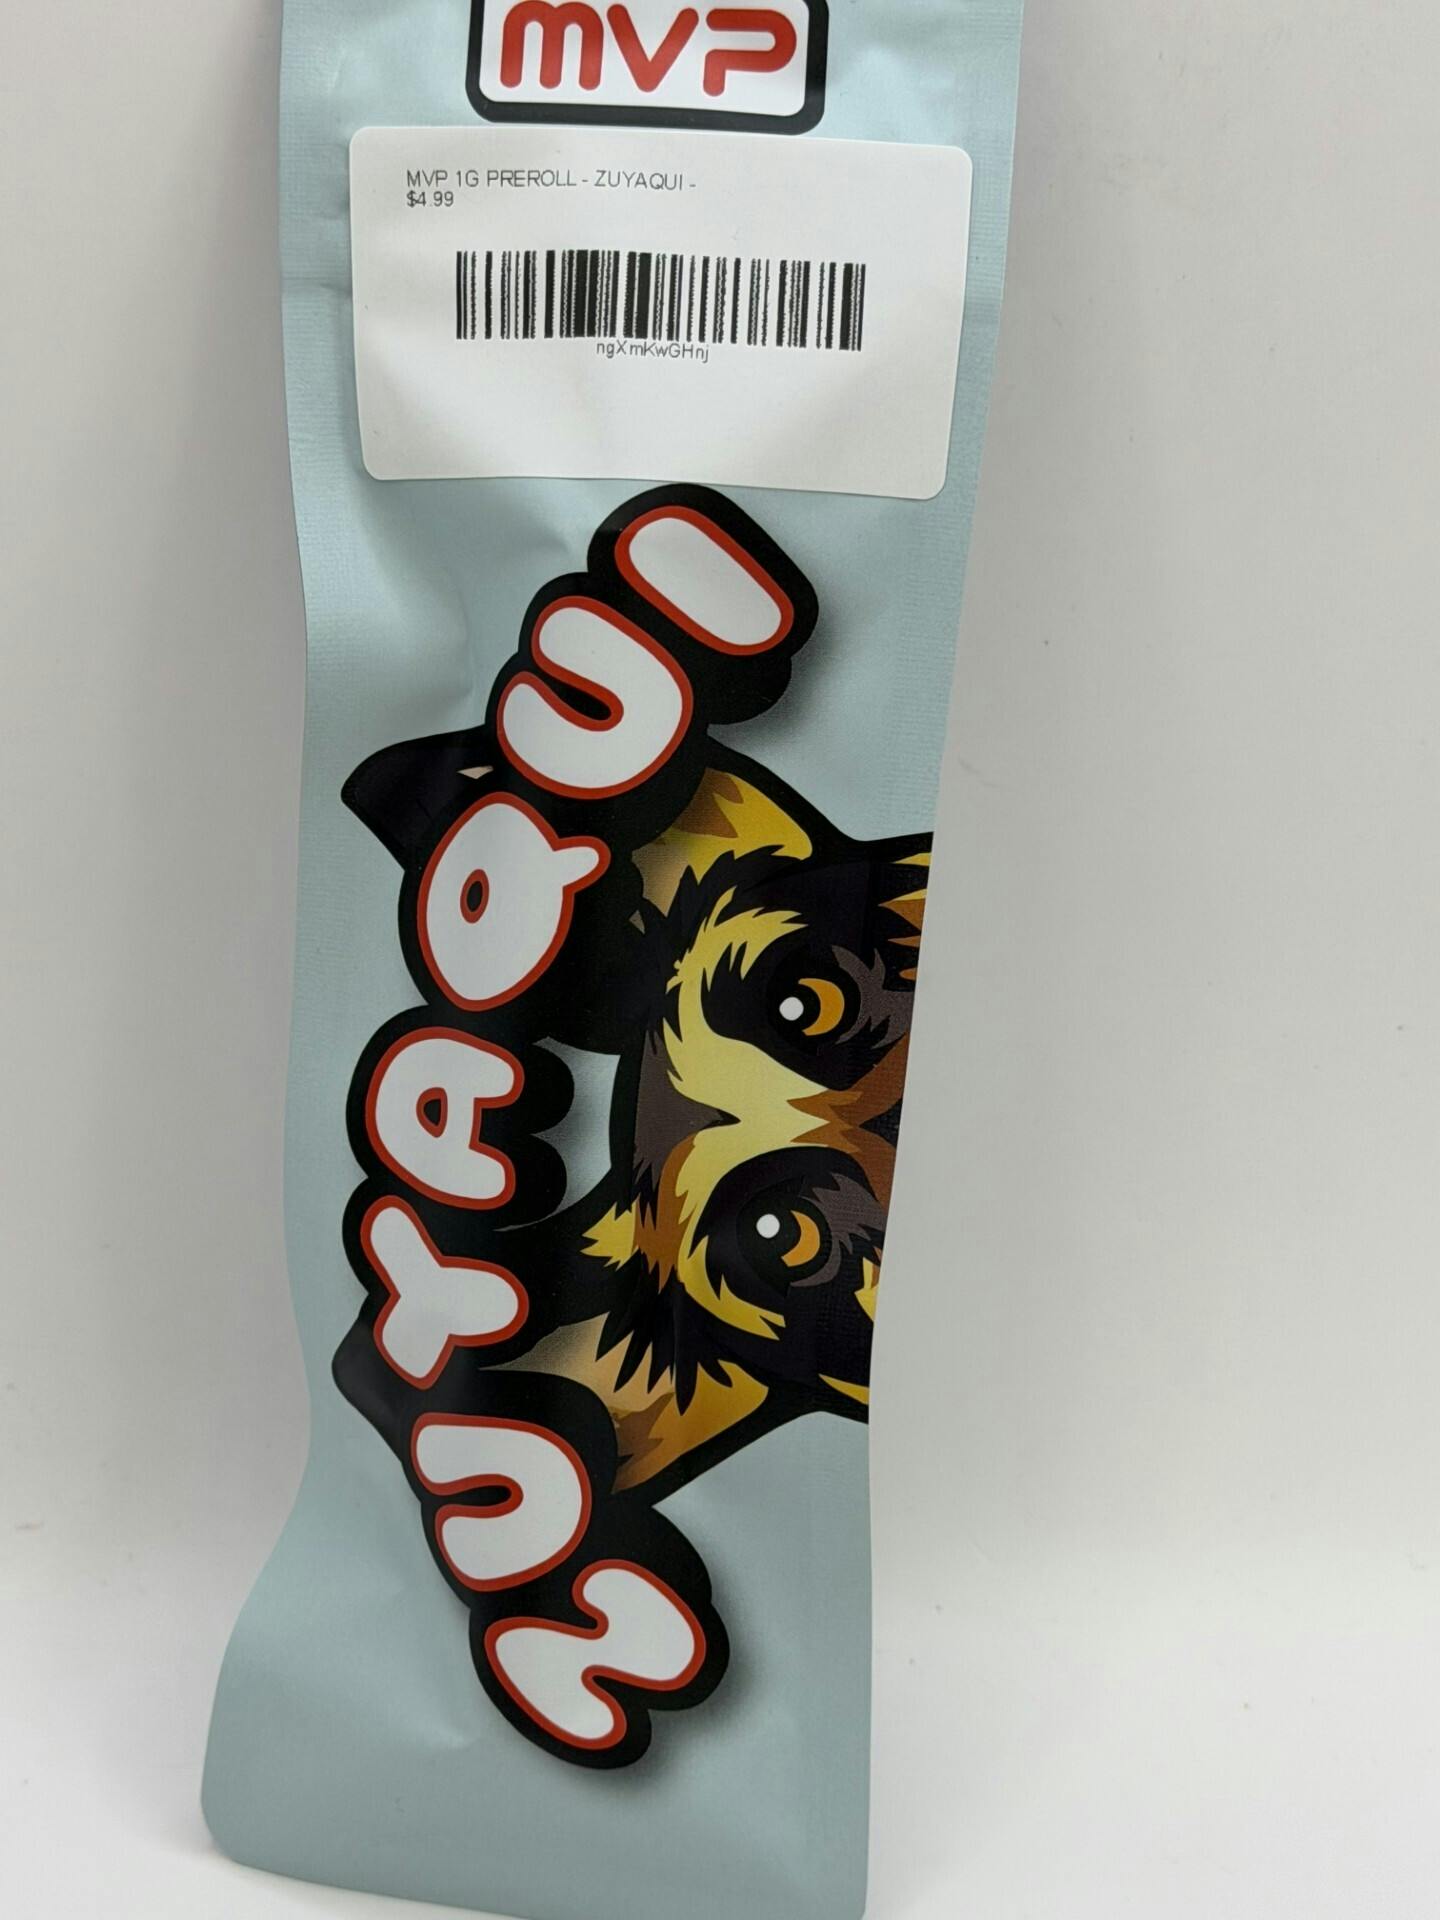 MVP
MVP 1G PREROLL - ZUYAQUI -
$4.99
ngXmKwGHnj
ZUYAQUI